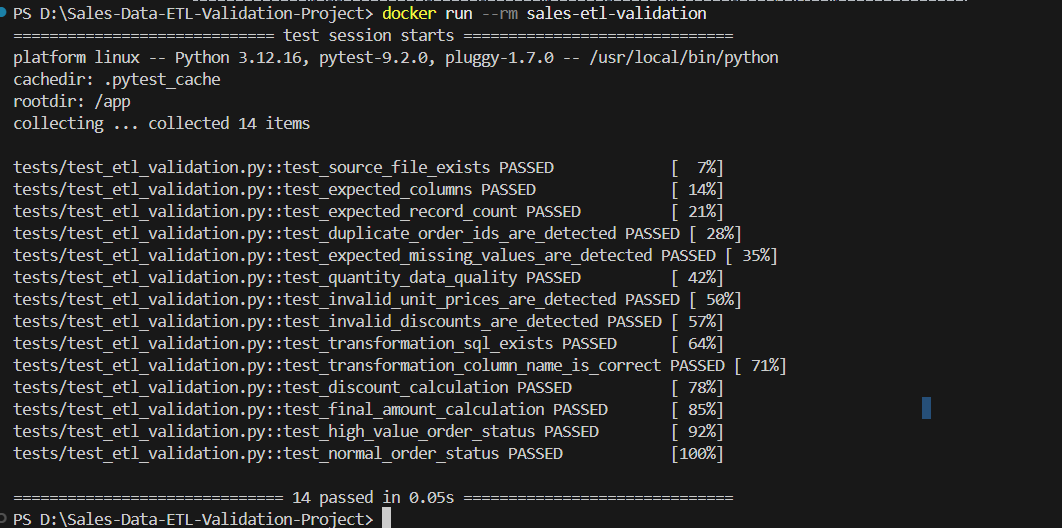 PS D:\Sales-Data-ETL-Validation-Project> docker run --rm sales-etl-validation
============================= test session starts ==============================
platform linux -- Python 3.12.16, pytest-9.2.0, pluggy-1.7.0 -- /usr/local/bin/python
cachedir: .pytest_cache
rootdir: /app
collecting ... collected 14 items
tests/test_etl_validation.py::test_source_file_exists PASSED [ 7%]
tests/test_etl_validation.py::test_expected_columns PASSED [ 14%]
tests/test_etl_validation.py::test_expected_record_count PASSED [ 21%]
tests/test_etl_validation.py::test_duplicate_order_ids_are_detected PASSED [ 28%]
tests/test_etl_validation.py::test_expected_missing_values_are_detected PASSED [ 35%]
tests/test_etl_validation.py::test_quantity_data_quality PASSED [ 42%]
tests/test_etl_validation.py::test_invalid_unit_prices_are_detected PASSED [ 50%]
tests/test_etl_validation.py::test_invalid_discounts_are_detected PASSED [ 57%]
tests/test_etl_validation.py::test_transformation_sql_exists PASSED [ 64%]
tests/test_etl_validation.py::test_transformation_column_name_is_correct PASSED [ 71%]
tests/test_etl_validation.py::test_discount_calculation PASSED [ 78%]
tests/test_etl_validation.py::test_final_amount_calculation PASSED [ 85%]
tests/test_etl_validation.py::test_high_value_order_status PASSED [ 92%]
tests/test_etl_validation.py::test_normal_order_status PASSED [100%]
============================== 14 passed in 0.05s ==============================
PS D:\Sales-Data-ETL-Validation-Project>